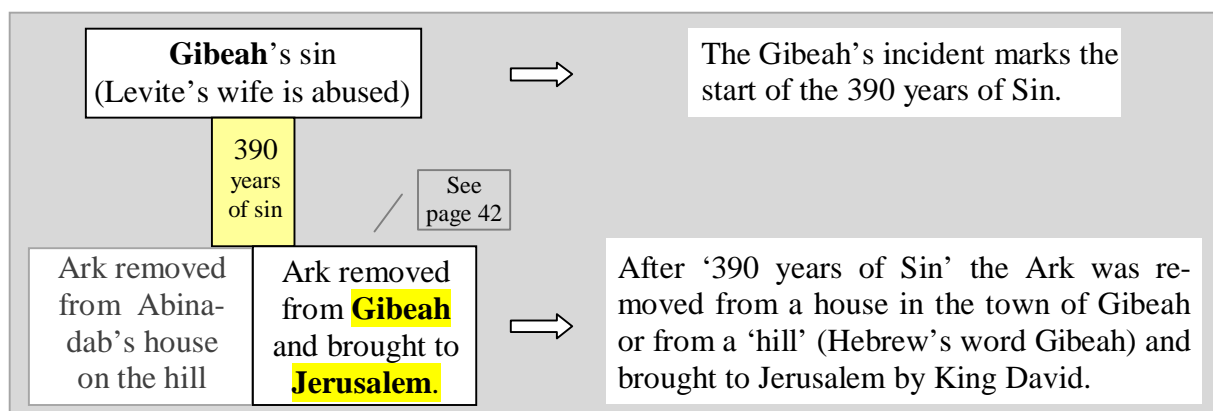 Gibeah's sin
(Levite's wife is abused)
The Gibeah's incident marks the
start of the 390 years of Sin.
390
years
of sin
See
page 42
Ark removed
from Abina-
dab's house
on the hill
Ark removed
from Gibeah
and brought to
Jerusalem.
After ‘390 years of Sin’ the Ark was re-
moved from a house in the town of Gibeah
or from a ‘hill’ (Hebrew's word Gibeah) and
brought to Jerusalem by King David.